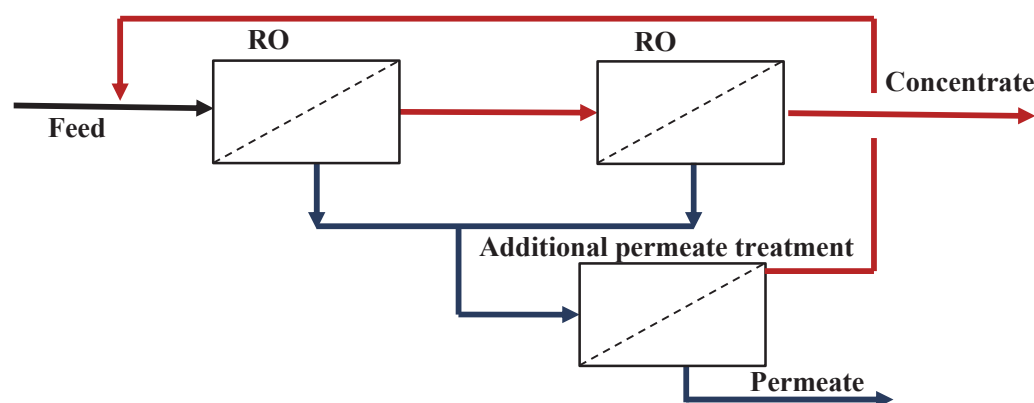 RO
RO
Concentrate
Feed
Additional permeate treatment
Permeate